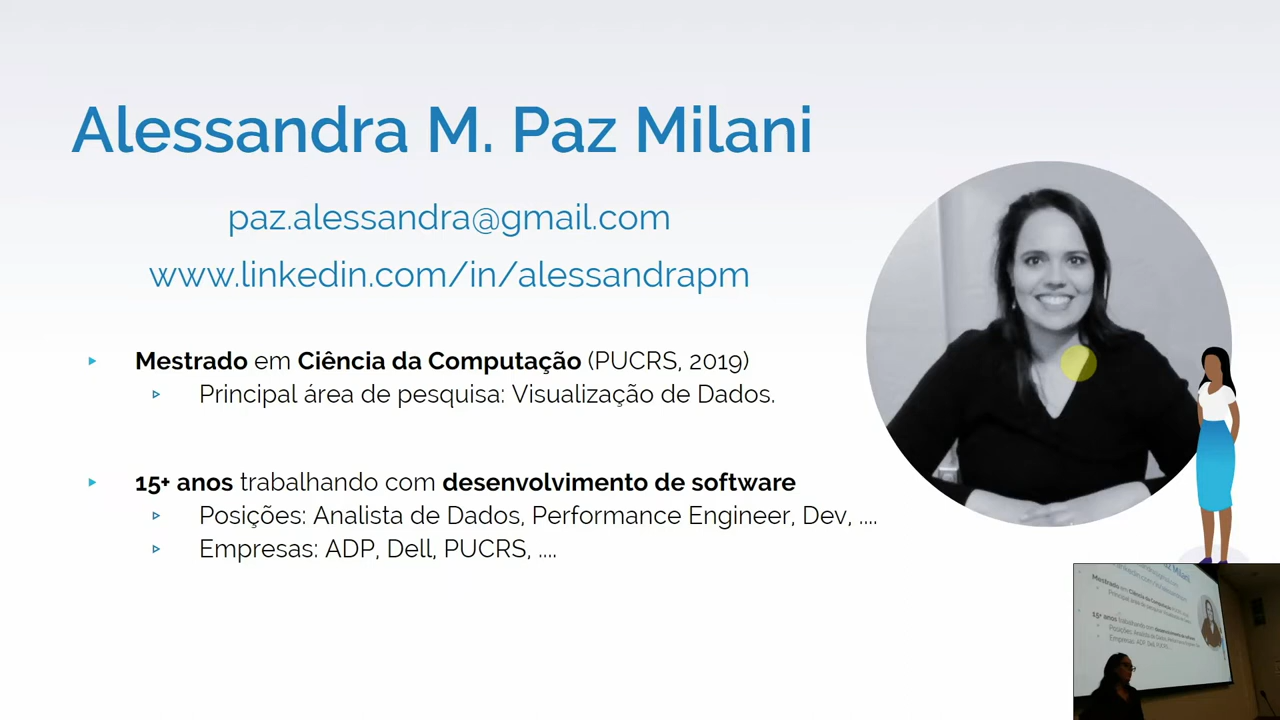 Alessandra M. Paz Milani
paz.alessandra@gmail.com
www.linkedin.com/in/alessandrapm
Mestrado em Ciência da Computação (PUCRS, 2019)
Principal área de pesquisa: Visualização de Dados.
15+ anos trabalhando com desenvolvimento de software
Posições: Analista de Dados, Performance Engineer, Dev, ....
Empresas: ADP, Dell, PUCRS, ....